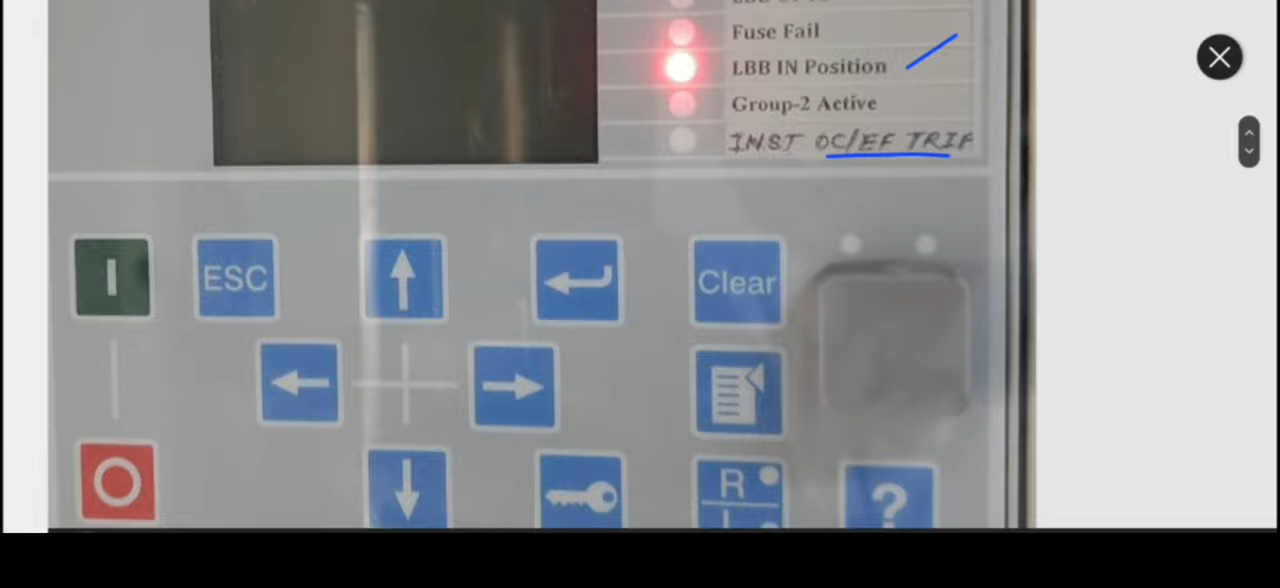 Fuse Fail
LBB IN Position
Group-2 Active
INST OC/EF TRIP
I
ESC
Clear
O
R
?